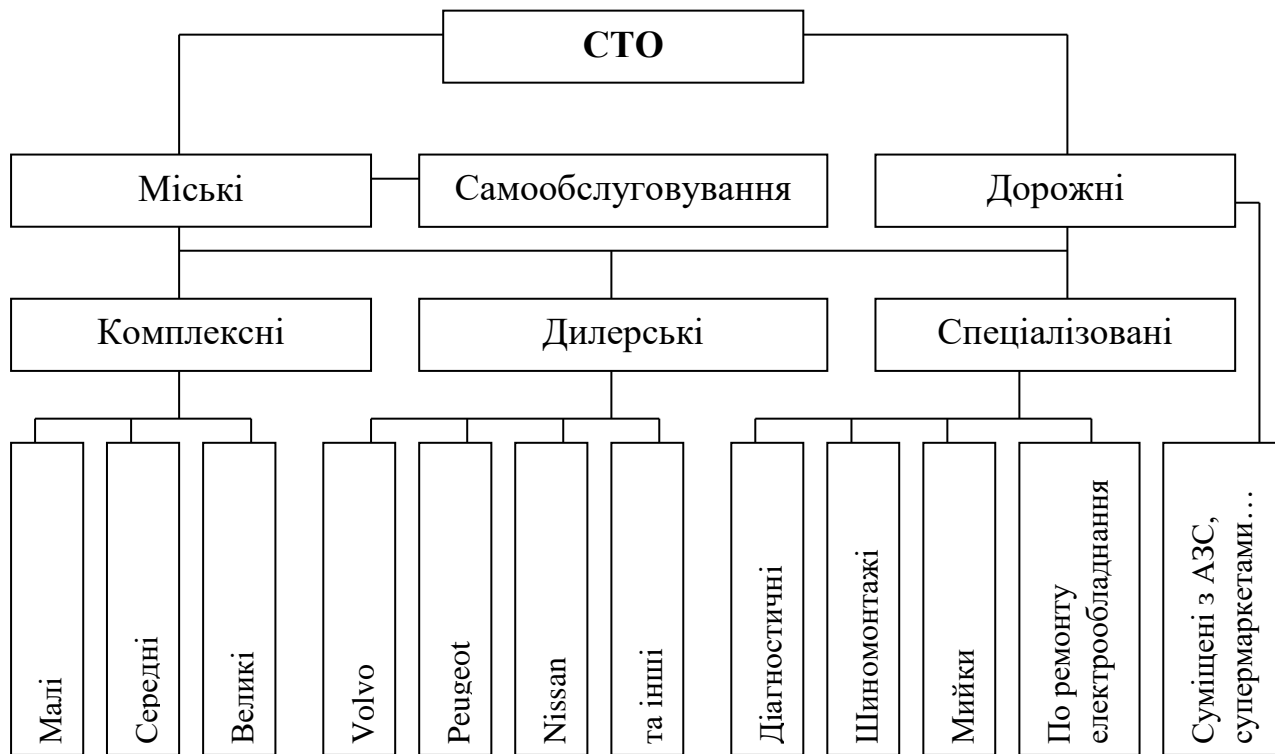 СТО
Міські
Самообслуговування
Дорожні
Комплексні
Дилерські
Спеціалізовані
Малі
Середні
Великі
Volvo
Peugeot
Nissan
та інші
Діагностичні
Шиномонтажі
Мийки
По ремонту
електрообладнання
Суміщені з АЗС,
супермаркетами…